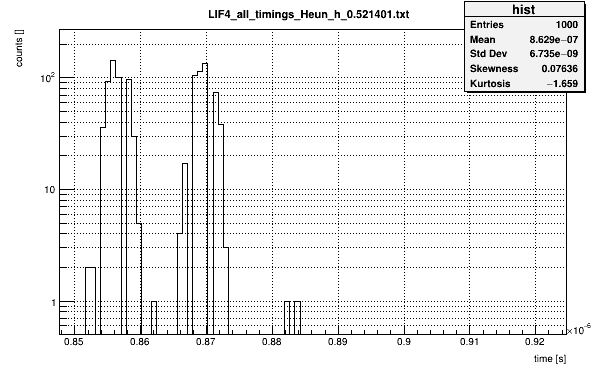 LIF4_all_timings_Heun_h_0.521401.txt
hist
Entries 1000
Mean 8.629e−07
Std Dev 6.735e−09
Skewness 0.07636
Kurtosis −1.659
counts []
10²
10
1
0.85 0.86 0.87 0.88 0.89 0.9 0.91 0.92
×10⁻⁶
time [s]